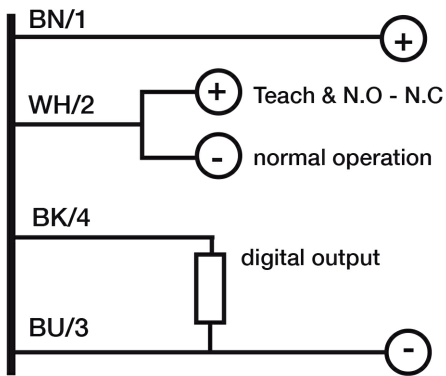 BN/1
+
WH/2
+ Teach & N.O - N.C
- normal operation
BK/4
digital output
BU/3
-